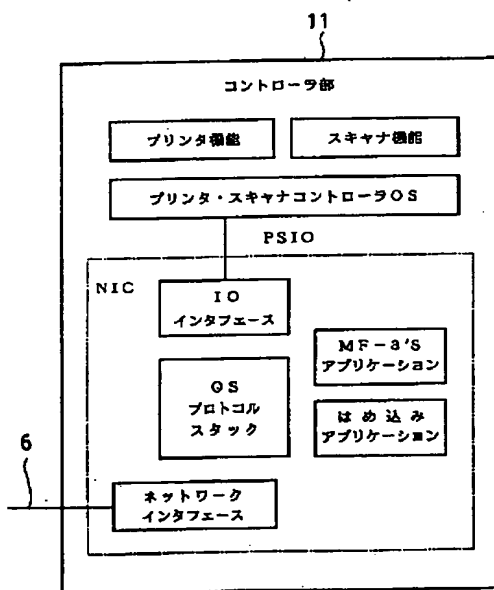 11
コントローラ部
プリンタ機能
スキャナ機能
プリンタ・スキャナコントローラOS
PSIO
NIC
IO
インタフェース
MF-3'S
アプリケーション
OS
プロトコル
スタック
はめ込み
アプリケーション
6
ネットワーク
インタフェース